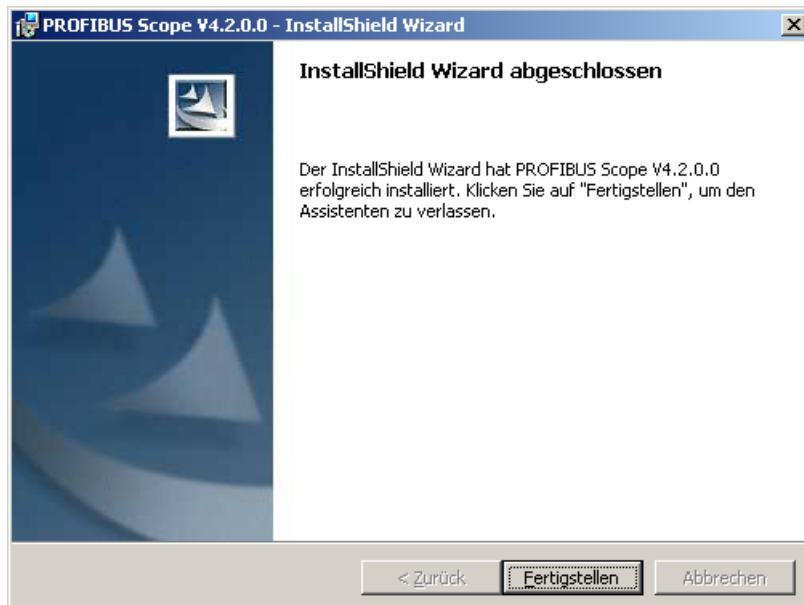 PROFIBUS Scope V4.2.0.0 - InstallShield Wizard
InstallShield Wizard abgeschlossen
Der InstallShield Wizard hat PROFIBUS Scope V4.2.0.0
erfolgreich installiert. Klicken Sie auf "Fertigstellen", um den
Assistenten zu verlassen.
< Zurück
Fertigstellen
Abbrechen